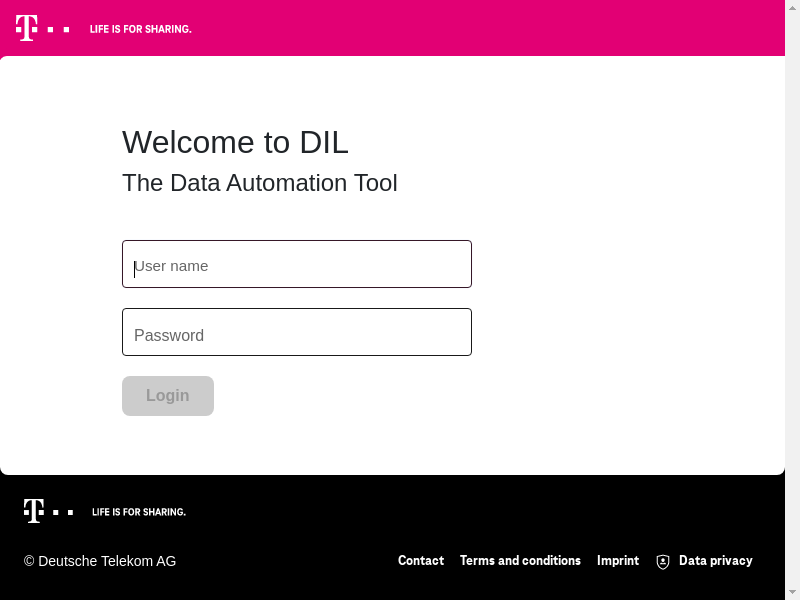 T
LIFE IS FOR SHARING.
Welcome to DIL
The Data Automation Tool
User name
Password
Login
T
LIFE IS FOR SHARING.
© Deutsche Telekom AG
Contact Terms and conditions Imprint Data privacy